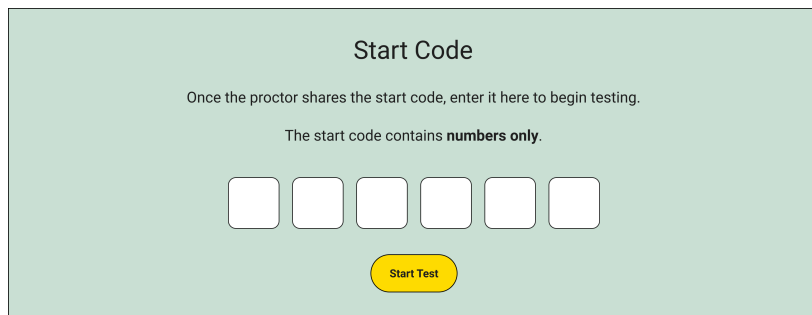 Start Code
Once the proctor shares the start code, enter it here to begin testing.
The start code contains numbers only.
Start Test